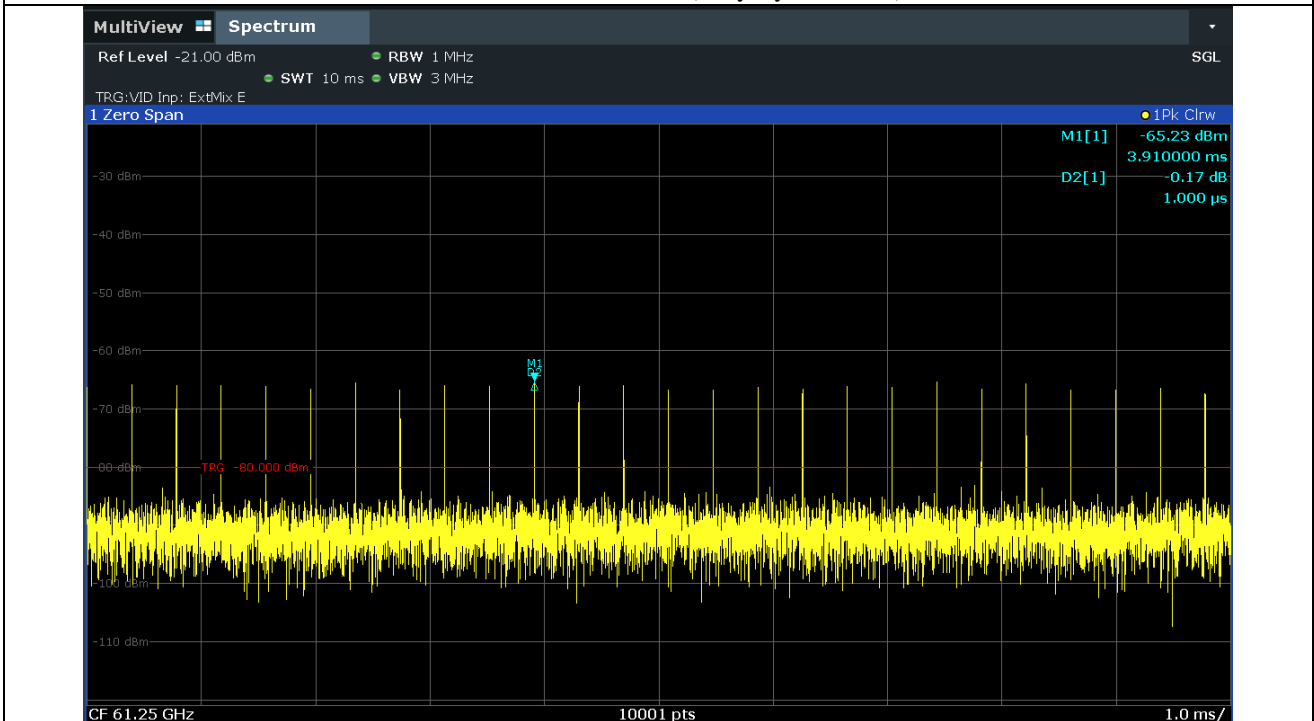 MultiView Spectrum
Ref Level -21.00 dBm RBW 1 MHz SGL
SWT 10 ms VBW 3 MHz
TRG:VID Inp: ExtMix E
1 Zero Span 1Pk Clrw
M1[1] -65.23 dBm
3.910000 ms
-30 dBm
D2[1] -0.17 dB
1.000 µs
-40 dBm
-50 dBm
-60 dBm
M1
D2
-70 dBm
-80 dBm TRG -80.000 dBm
-100 dBm
-110 dBm
CF 61.25 GHz 10001 pts 1.0 ms/